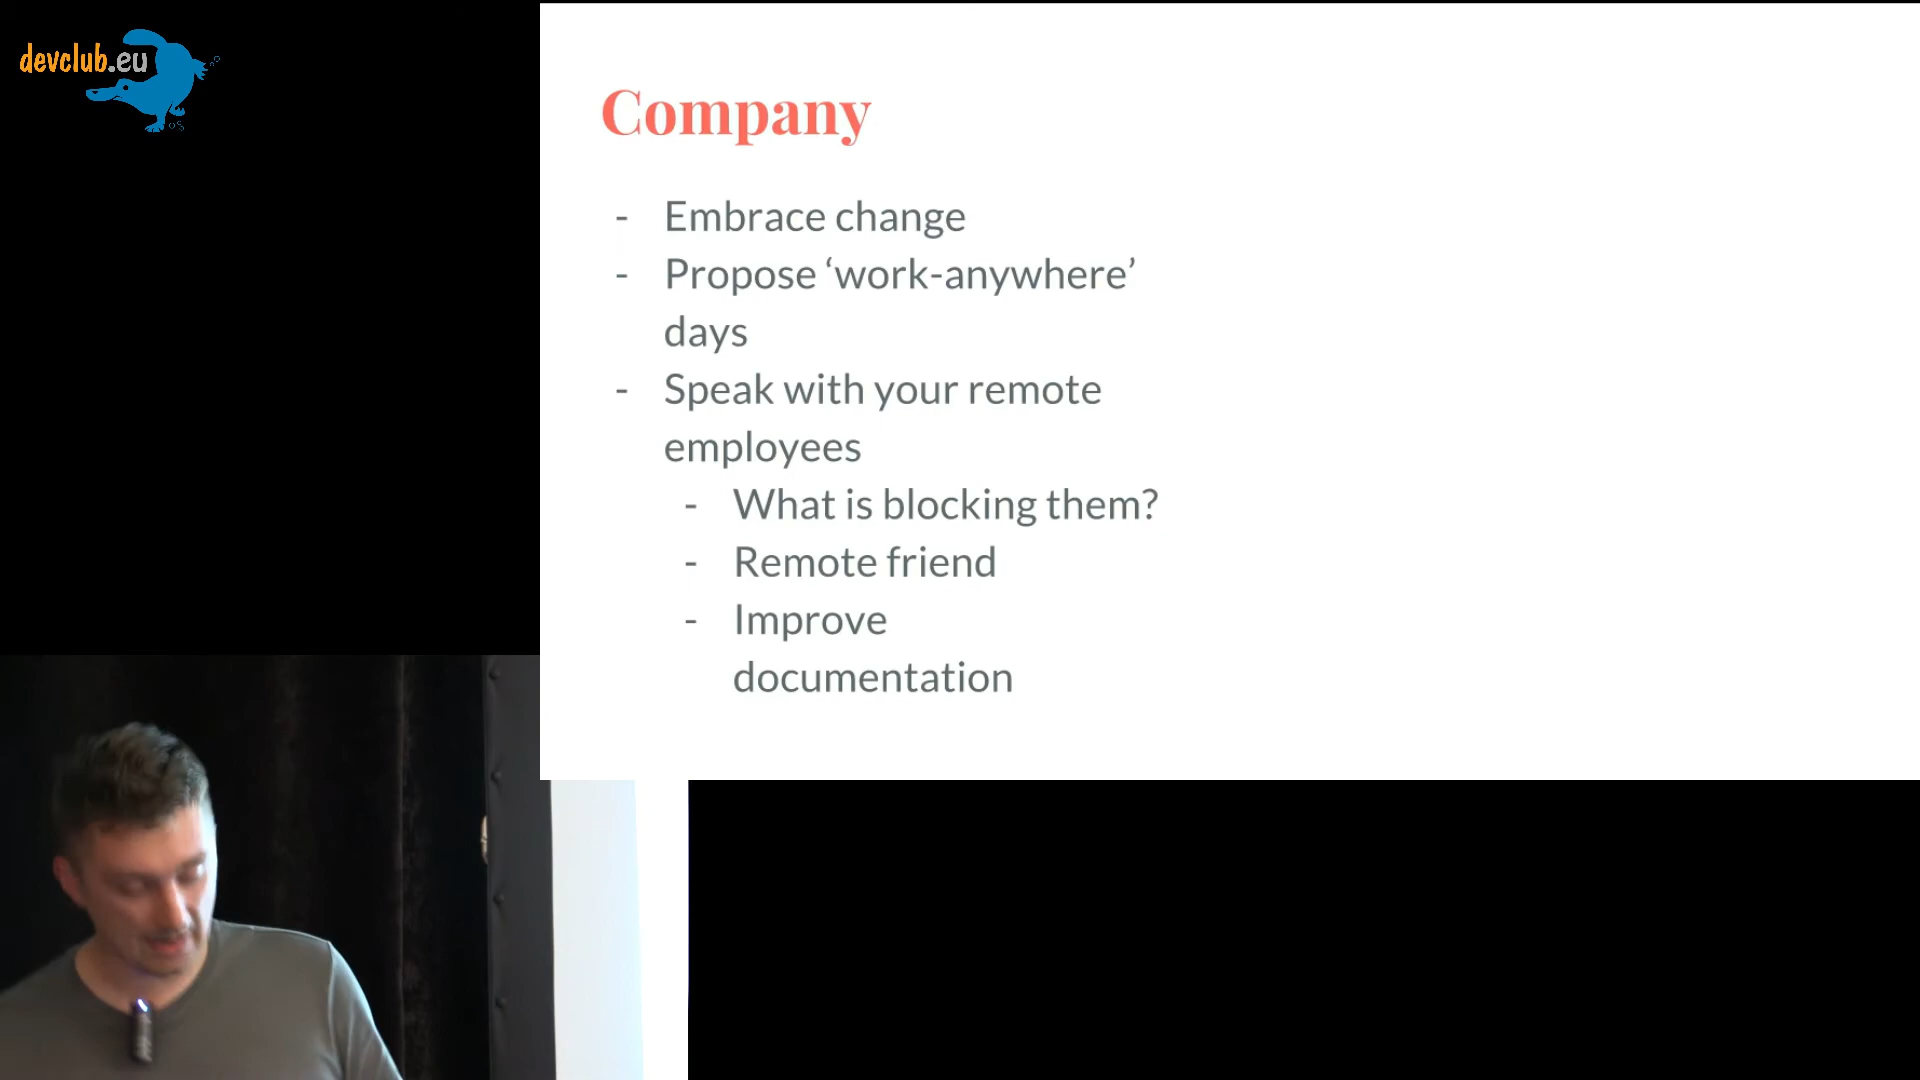 devclub.eu
Company
- Embrace change
- Propose ‘work-anywhere’
days
- Speak with your remote
employees
- What is blocking them?
- Remote friend
- Improve
documentation